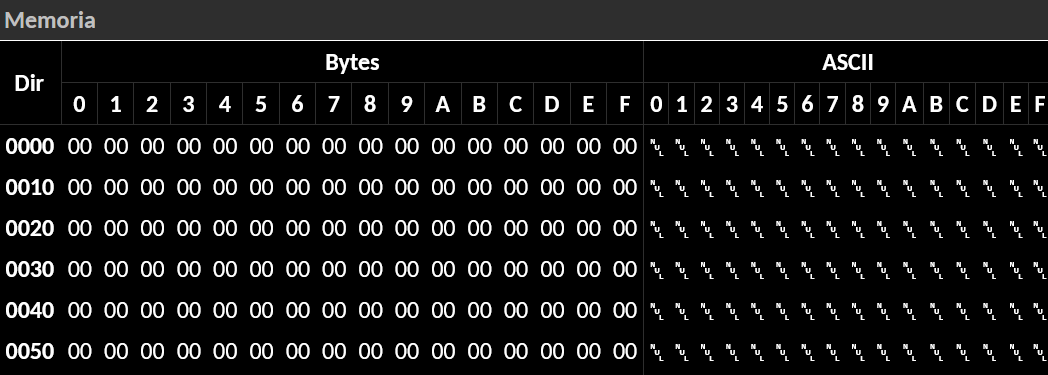 Memoria
Dir Bytes ASCII
0 1 2 3 4 5 6 7 8 9 A B C D E F 0 1 2 3 4 5 6 7 8 9 A B C D E F
0000 00 00 00 00 00 00 00 00 00 00 00 00 00 00 00 00 ␀ ␀ ␀ ␀ ␀ ␀ ␀ ␀ ␀ ␀ ␀ ␀ ␀ ␀ ␀ ␀
0010 00 00 00 00 00 00 00 00 00 00 00 00 00 00 00 00 ␀ ␀ ␀ ␀ ␀ ␀ ␀ ␀ ␀ ␀ ␀ ␀ ␀ ␀ ␀ ␀
0020 00 00 00 00 00 00 00 00 00 00 00 00 00 00 00 00 ␀ ␀ ␀ ␀ ␀ ␀ ␀ ␀ ␀ ␀ ␀ ␀ ␀ ␀ ␀ ␀
0030 00 00 00 00 00 00 00 00 00 00 00 00 00 00 00 00 ␀ ␀ ␀ ␀ ␀ ␀ ␀ ␀ ␀ ␀ ␀ ␀ ␀ ␀ ␀ ␀
0040 00 00 00 00 00 00 00 00 00 00 00 00 00 00 00 00 ␀ ␀ ␀ ␀ ␀ ␀ ␀ ␀ ␀ ␀ ␀ ␀ ␀ ␀ ␀ ␀
0050 00 00 00 00 00 00 00 00 00 00 00 00 00 00 00 00 ␀ ␀ ␀ ␀ ␀ ␀ ␀ ␀ ␀ ␀ ␀ ␀ ␀ ␀ ␀ ␀